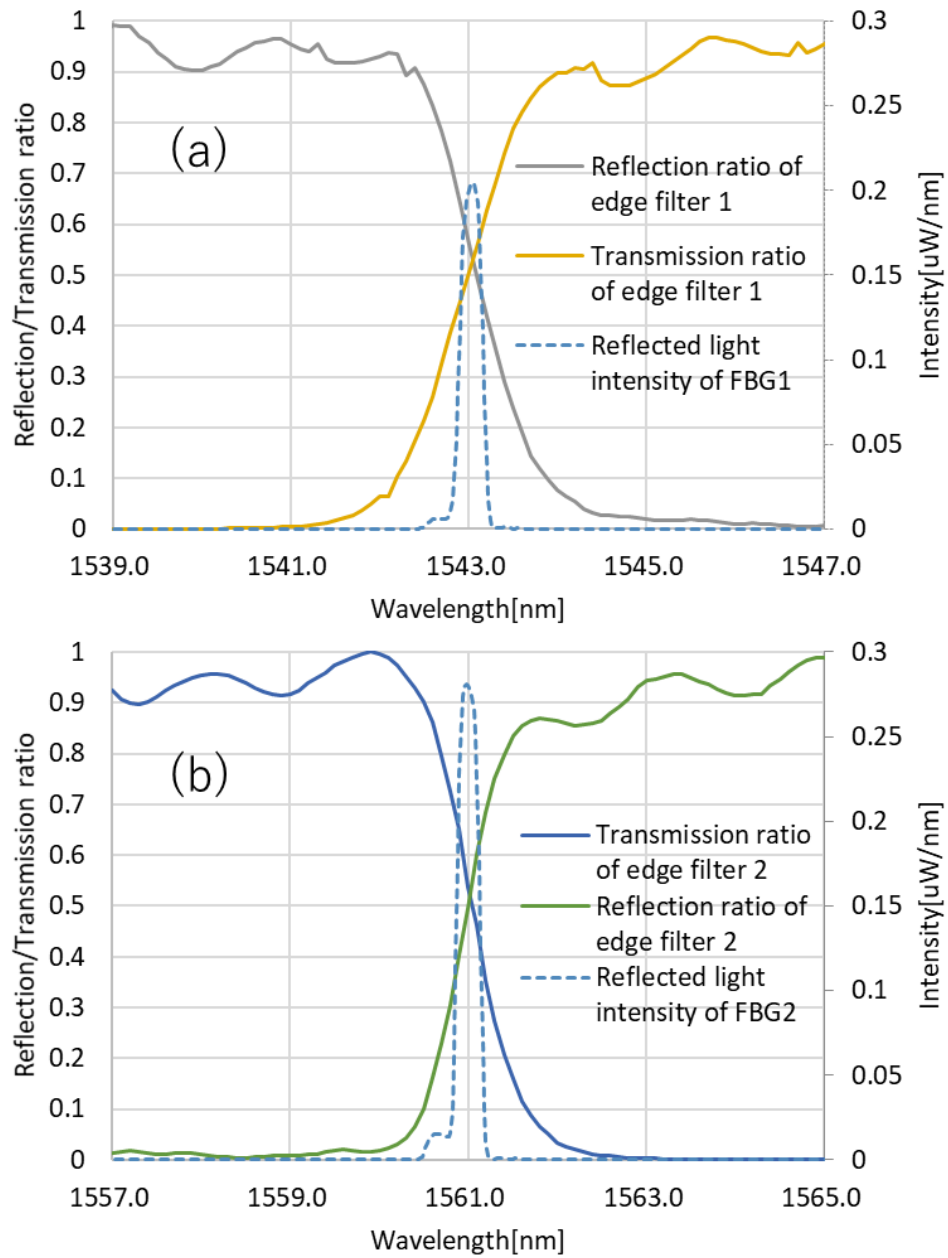 1
0.9
0.8
0.7
0.6
0.5
0.4
0.3
0.2
0.1
0
Reflection/Transmission ratio
(a)
0.3
0.25
0.2
0.15
0.1
0.05
0
Intensity[uW/nm]
Reflection ratio of
edge filter 1
Transmission ratio
of edge filter 1
Reflected light
intensity of FBG1
1539.0 1541.0 1543.0 1545.0 1547.0
Wavelength[nm]
1
0.9
0.8
0.7
0.6
0.5
0.4
0.3
0.2
0.1
0
Reflection/Transmission ratio
(b)
0.3
0.25
0.2
0.15
0.1
0.05
0
Intensity[uW/nm]
Transmission ratio
of edge filter 2
Reflection ratio of
edge filter 2
Reflected light
intensity of FBG2
1557.0 1559.0 1561.0 1563.0 1565.0
Wavelength[nm]